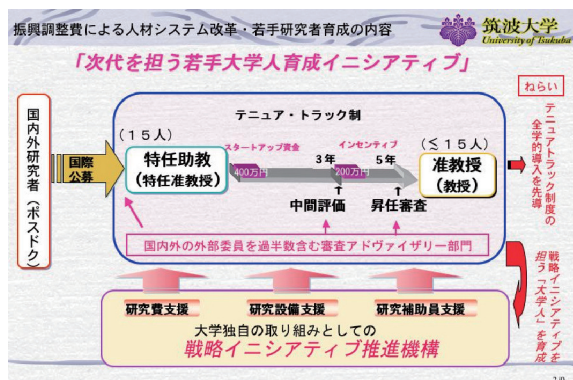 振興調整費による人材システム改革・若手研究者育成の内容
筑波大学
University of Tsukuba
「次代を担う若手大学人育成イニシアティブ」
ねらい
テニュア・トラック制
国内外研究者（ポスドク）
国際
公募
（１５人）
特任助教
（特任准教授）
スタートアップ資金
400万円
３年
インセンティブ
200万円
５年
（≦１５人）
准教授
（教授）
中間評価
昇任審査
国内外の外部委員を過半数含む審査アドヴァイザリー部門
テニュアトラック制度の
全学的導入を先導
戦略イニシアティブを
担う「大学人」を育成
研究費支援
研究設備支援
研究補助員支援
大学独自の取り組みとしての
戦略イニシアティブ推進機構